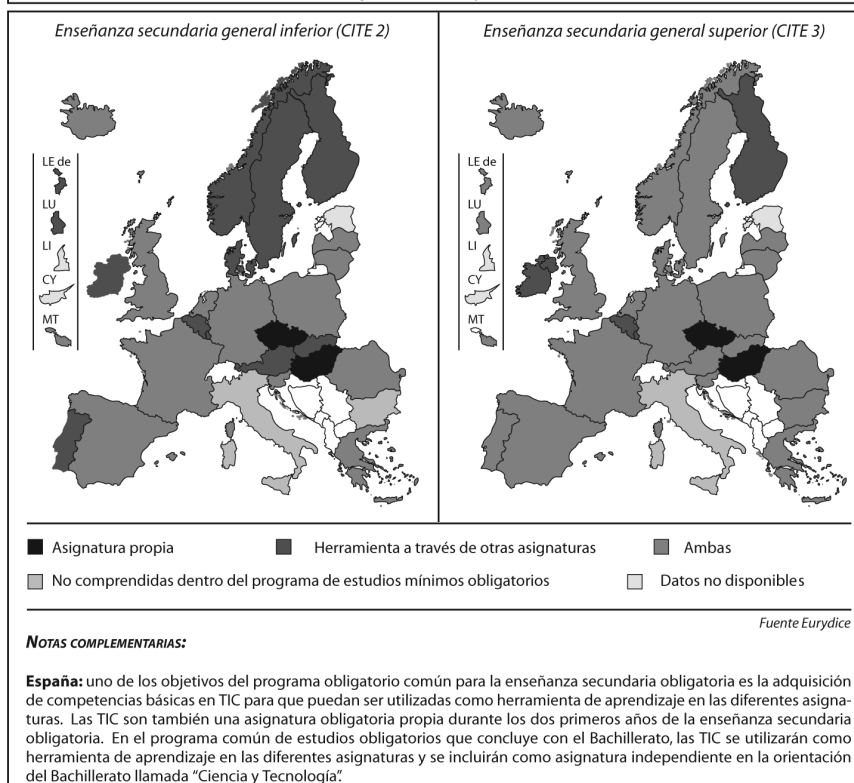 Enseñanza secundaria general inferior (CITE 2)
Enseñanza secundaria general superior (CITE 3)
LE de
LU
LI
CY
MT
LE de
LU
LI
CY
MT
Asignatura propia
Herramienta a través de otras asignaturas
Ambas
No comprendidas dentro del programa de estudios mínimos obligatorios
Datos no disponibles
Fuente Eurydice
NOTAS COMPLEMENTARIAS:
España: uno de los objetivos del programa obligatorio común para la enseñanza secundaria obligatoria es la adquisición
de competencias básicas en TIC para que puedan ser utilizadas como herramienta de aprendizaje en las diferentes asigna-
turas. Las TIC son también una asignatura obligatoria propia durante los dos primeros años de la enseñanza secundaria
obligatoria. En el programa común de estudios obligatorios que concluye con el Bachillerato, las TIC se utilizarán como
herramienta de aprendizaje en las diferentes asignaturas y se incluirán como asignatura independiente en la orientación
del Bachillerato llamada “Ciencia y Tecnología”.